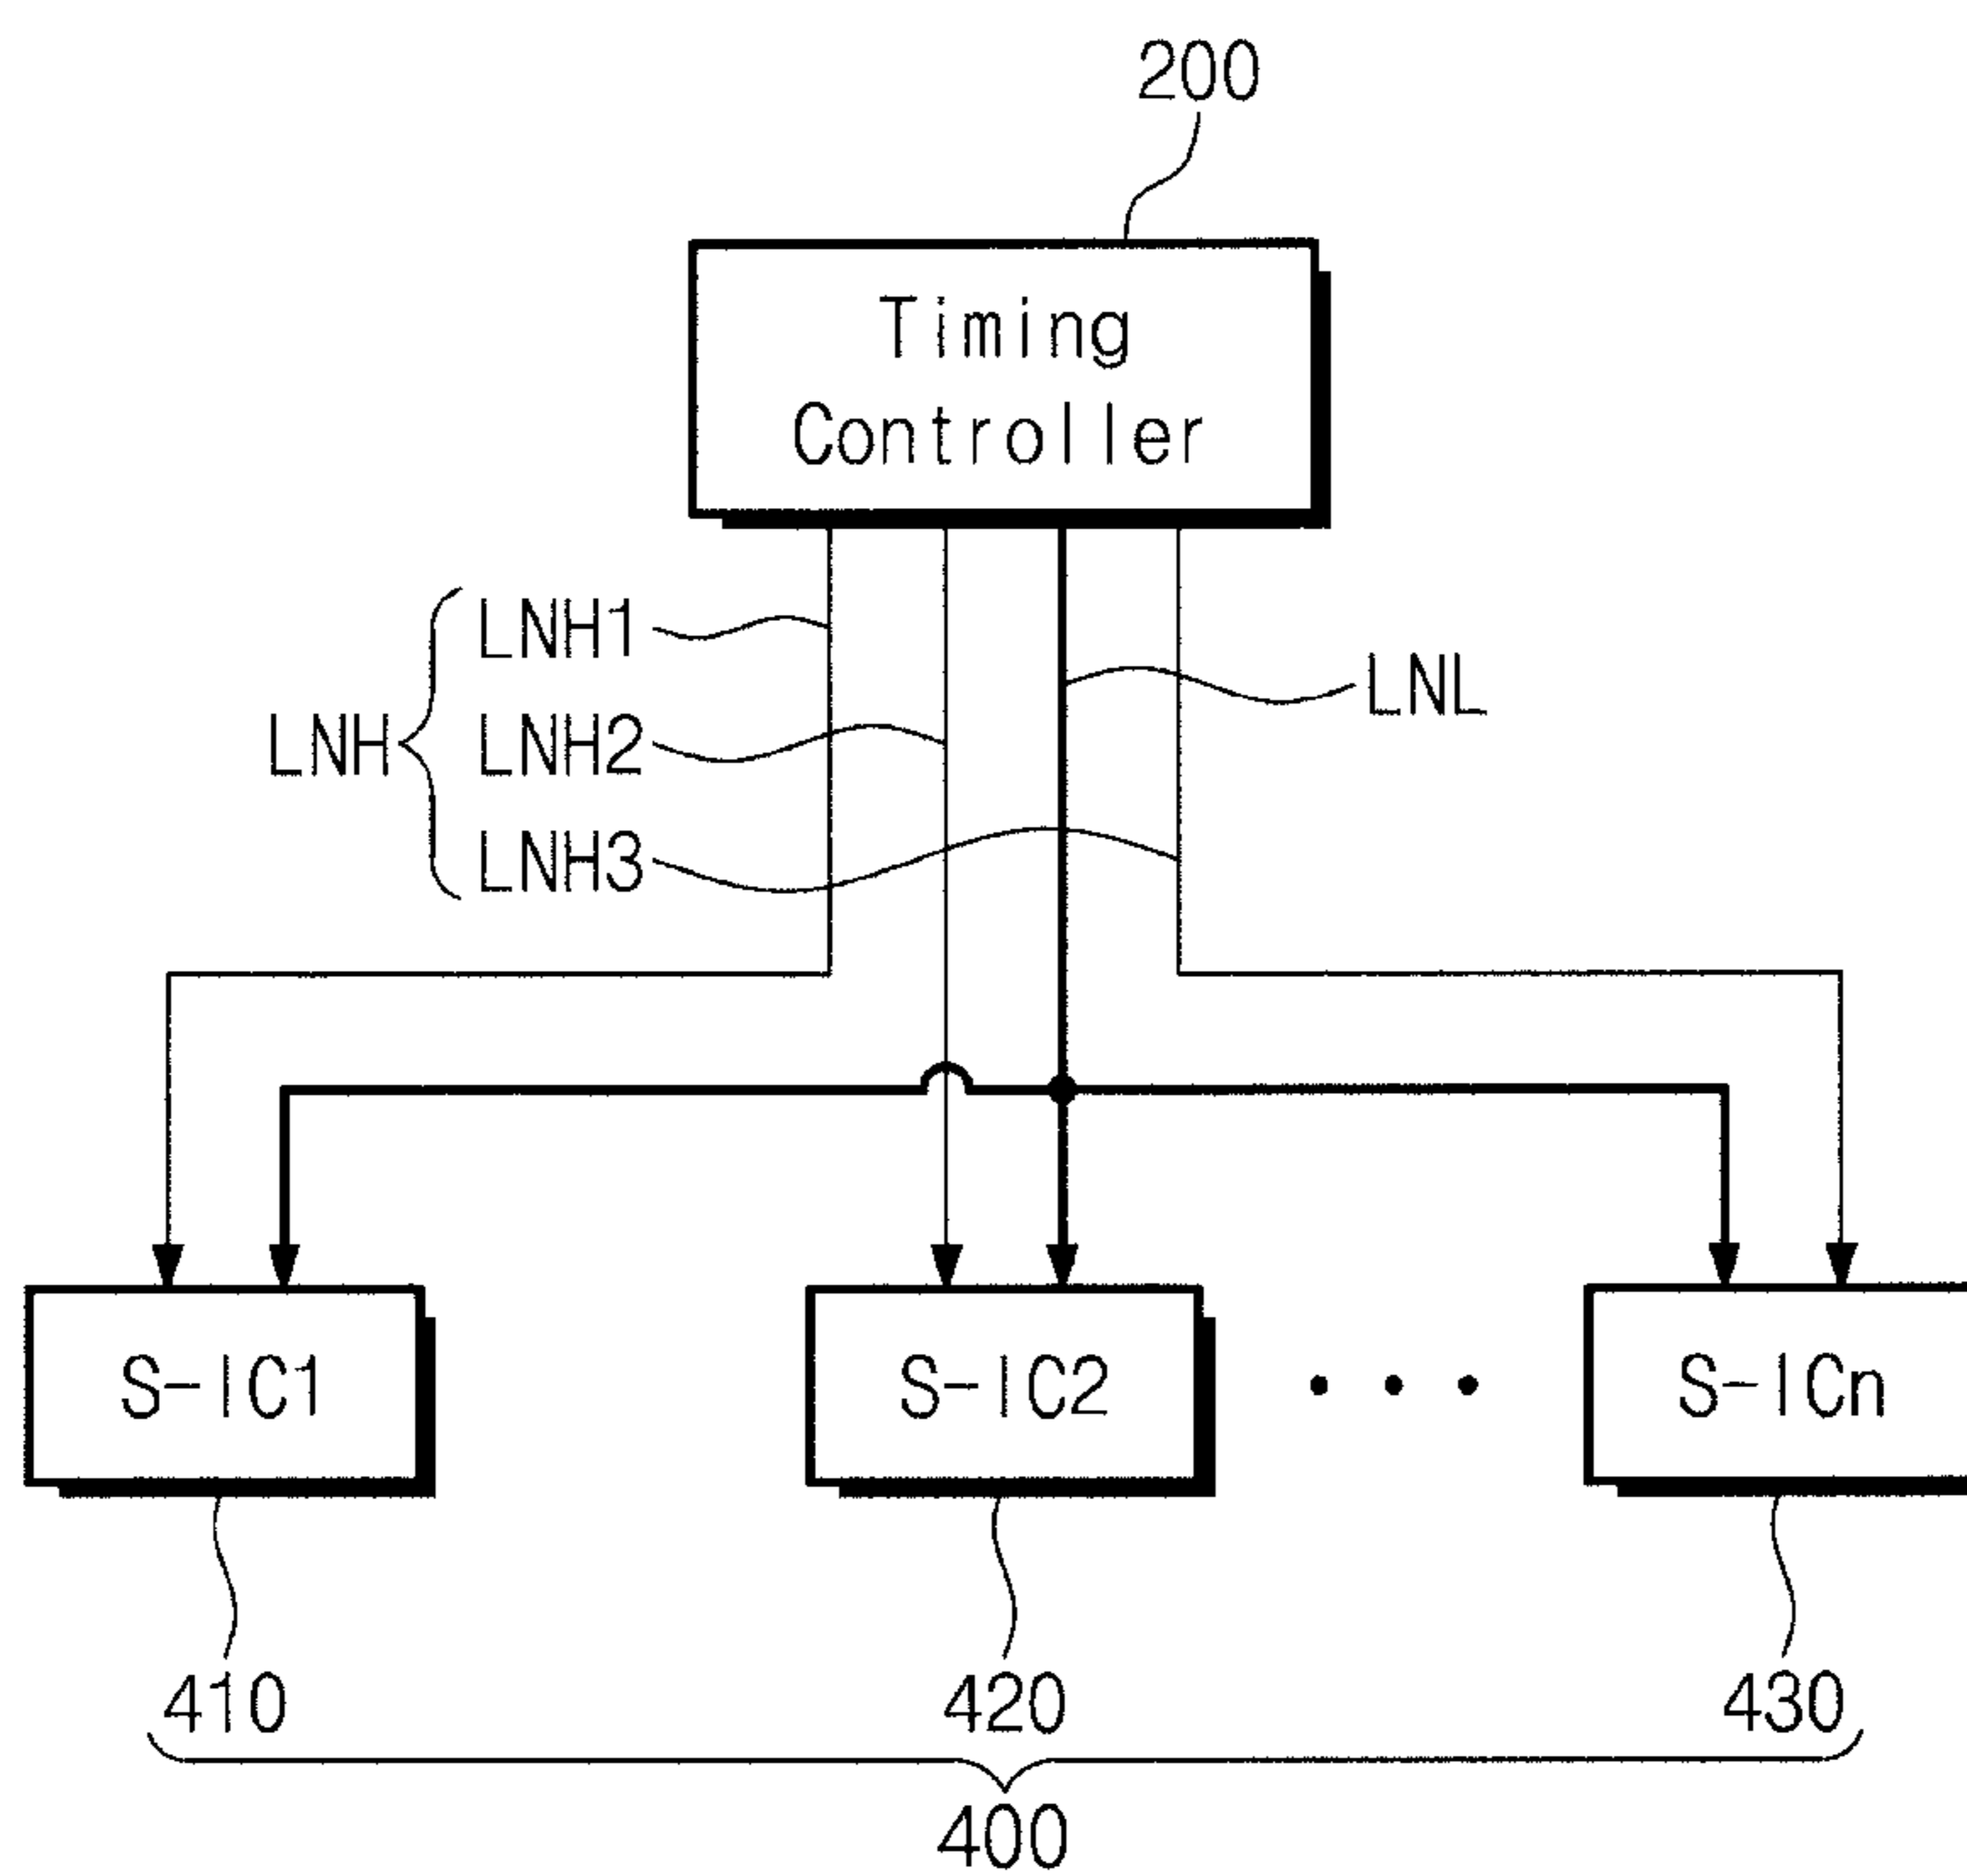 200
Timing
Controller
LNH1
LNL
LNH
LNH2
LNH3
S-IC1
S-IC2
S-ICn
410
420
430
400